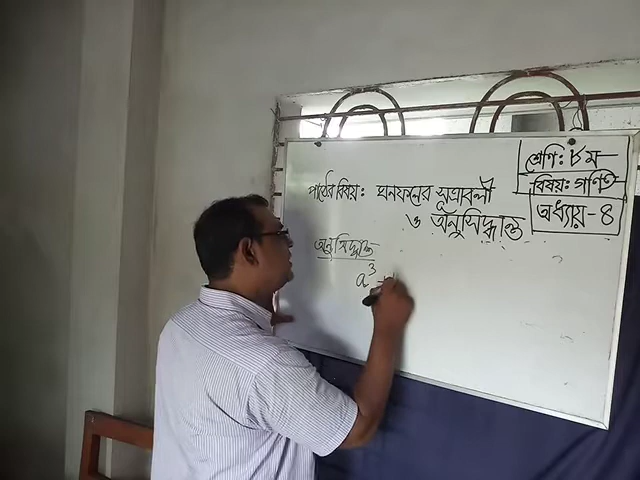 শ্রেণি: ৮ম
বিষয়: গণিত
অধ্যায়-৪
পাঠের বিষয়: ঘনফলের সূত্রাবলী
ও অনুসিদ্ধান্ত
অনুসিদ্ধান্ত
a³